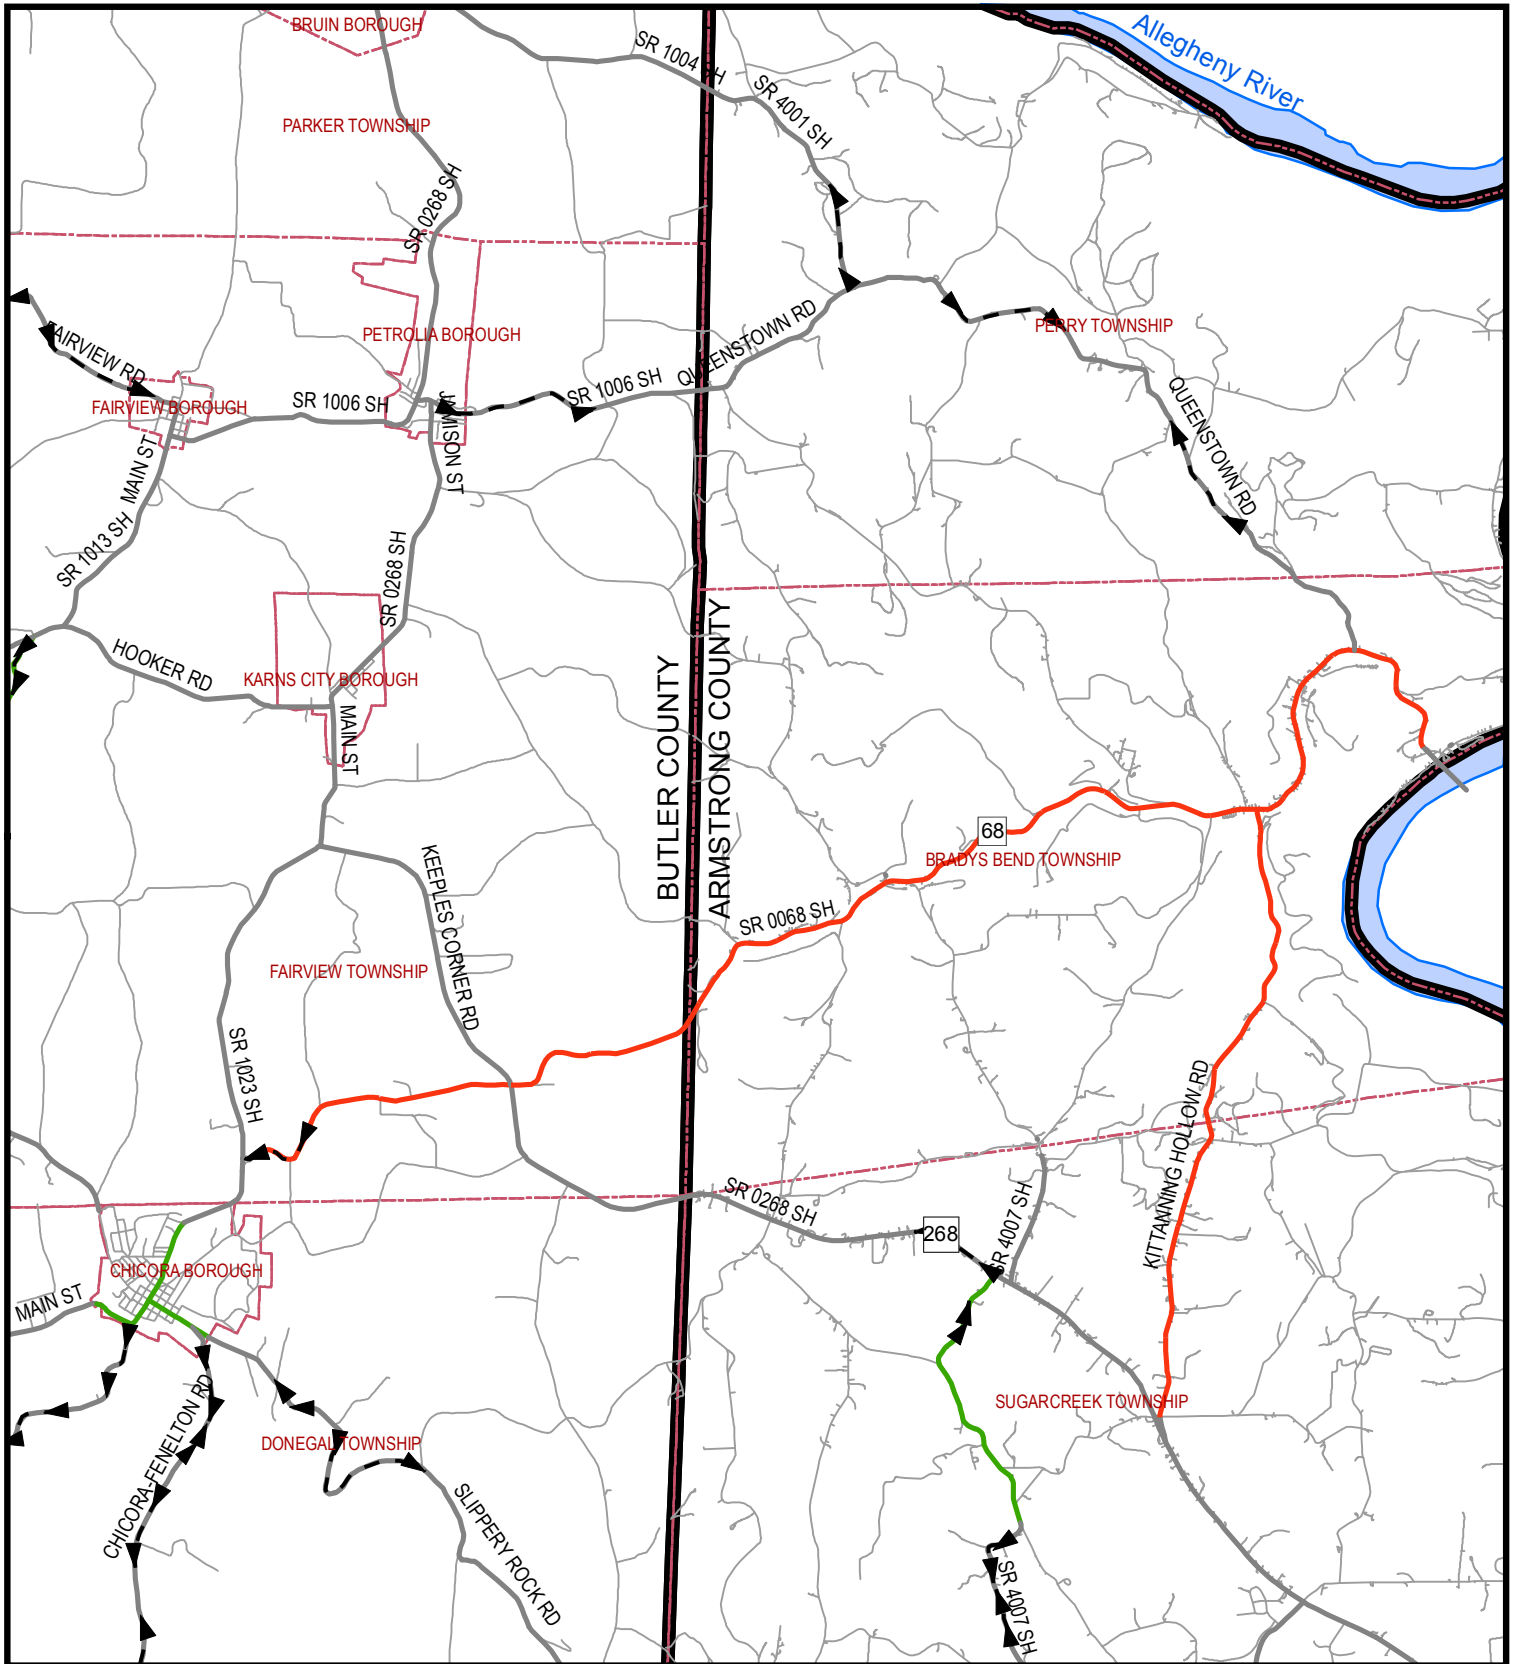 BRUIN BOROUGH
Allegheny River
SR 1004 SH
SR 4001 SH
PARKER TOWNSHIP
SR 0268 SH
PETROLIA BOROUGH
QUEENSTOWN RD
PERRY TOWNSHIP
FAIRVIEW RD
SR 1006 SH
SR 1006 SH
FAIRVIEW BOROUGH
JAMISON ST
QUEENSTOWN RD
MAIN ST
SR 1013 SH
SR 0268 SH
HOOKER RD
KARNS CITY BOROUGH
MAIN ST
BUTLER COUNTY
ARMSTRONG COUNTY
68
BRADYS BEND TOWNSHIP
KEEPLES CORNER RD
SR 0068 SH
FAIRVIEW TOWNSHIP
SR 1023 SH
KITTANNING HOLLOW RD
SR 0268 SH
268
SR 4007 SH
CHICORA BOROUGH
MAIN ST
SUGARCREEK TOWNSHIP
CHICORA-FENELTON RD
DONEGAL TOWNSHIP
SLIPPERY ROCK RD
SR 4007 SH